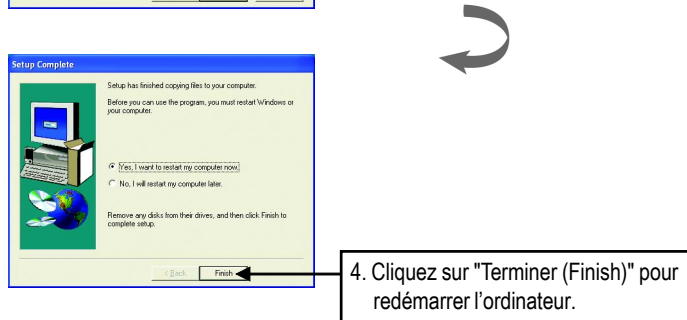 Setup Complete
Setup has finished copying files to your computer.
Before you can use the program, you must restart Windows or
your computer.
Yes, I want to restart my computer now.
No, I will restart my computer later.
Remove any disks from their drives, and then click Finish to
complete setup.
< Back
Finish
4. Cliquez sur "Terminer (Finish)" pour
redémarrer l’ordinateur.